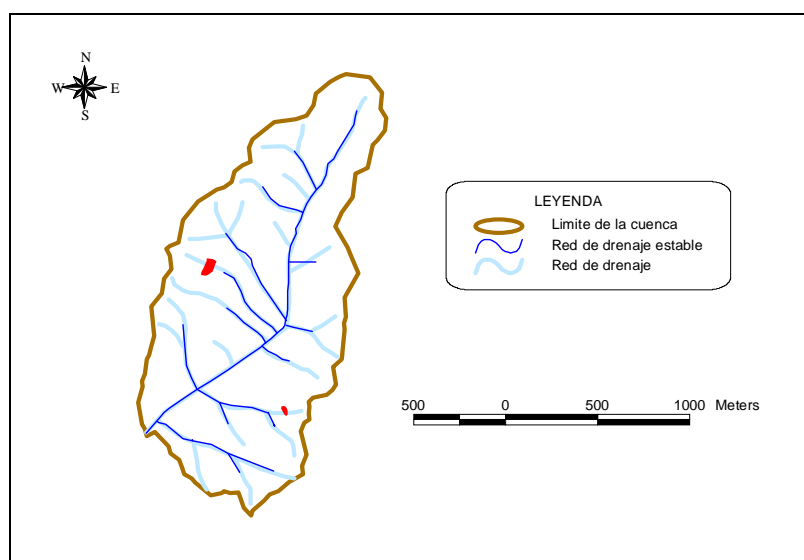 N
W E
S
LEYENDA
Limite de la cuenca
Red de drenaje estable
Red de drenaje
500 0 500 1000 Meters